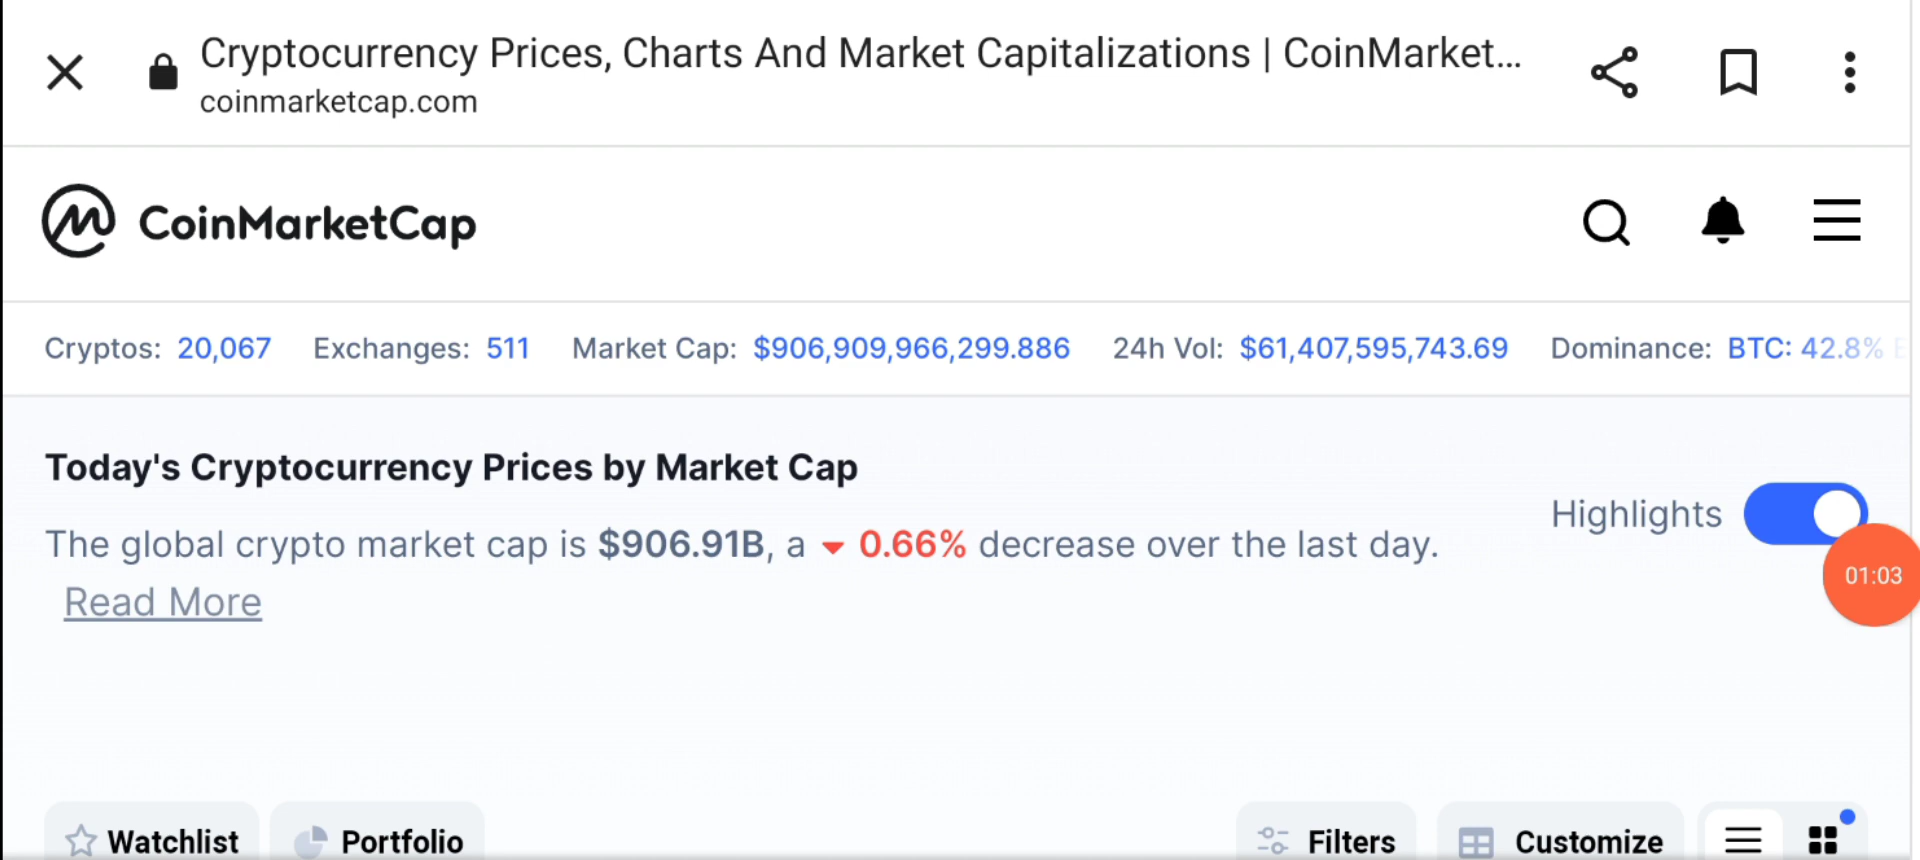 Cryptocurrency Prices, Charts And Market Capitalizations | CoinMarket...
coinmarketcap.com
CoinMarketCap
Cryptos: 20,067 Exchanges: 511 Market Cap: $906,909,966,299.886 24h Vol: $61,407,595,743.69 Dominance: BTC: 42.8%
Today's Cryptocurrency Prices by Market Cap
Highlights
The global crypto market cap is $906.91B, a 0.66% decrease over the last day.
01:03
Read More
Watchlist Portfolio Filters Customize